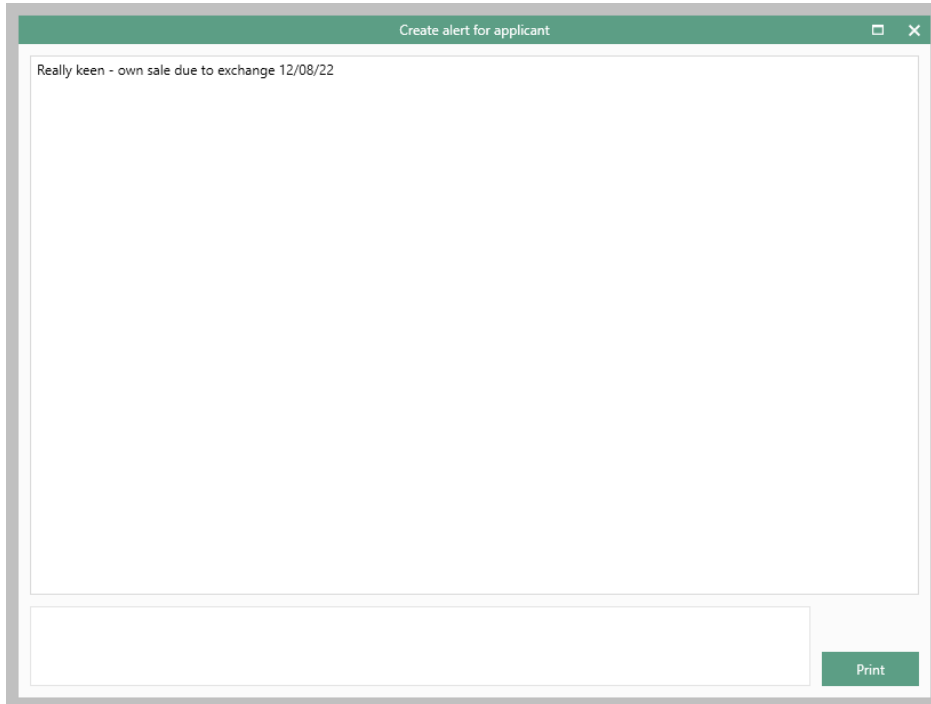 Create alert for applicant
Really keen - own sale due to exchange 12/08/22
Print